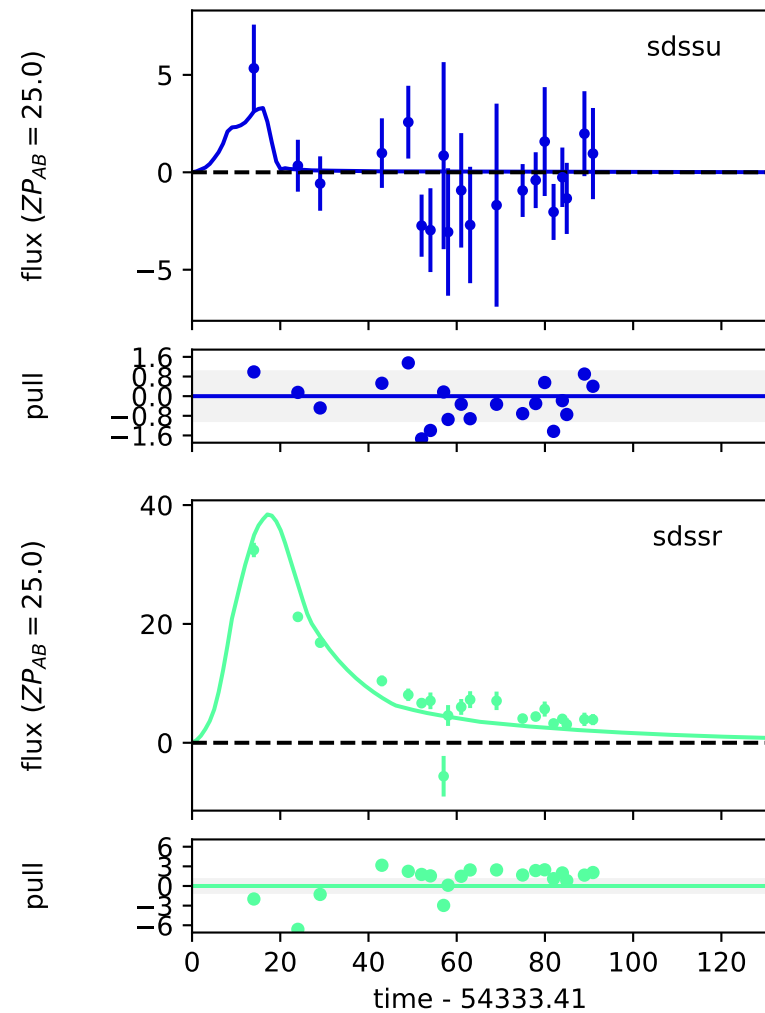 sdssu
flux (ZP_AB = 25.0)
5
0
−5
pull
1.6
0.8
0.0
−0.8
−1.6
sdssr
flux (ZP_AB = 25.0)
40
20
0
pull
6
3
0
−3
−6
0 20 40 60 80 100 120
time - 54333.41